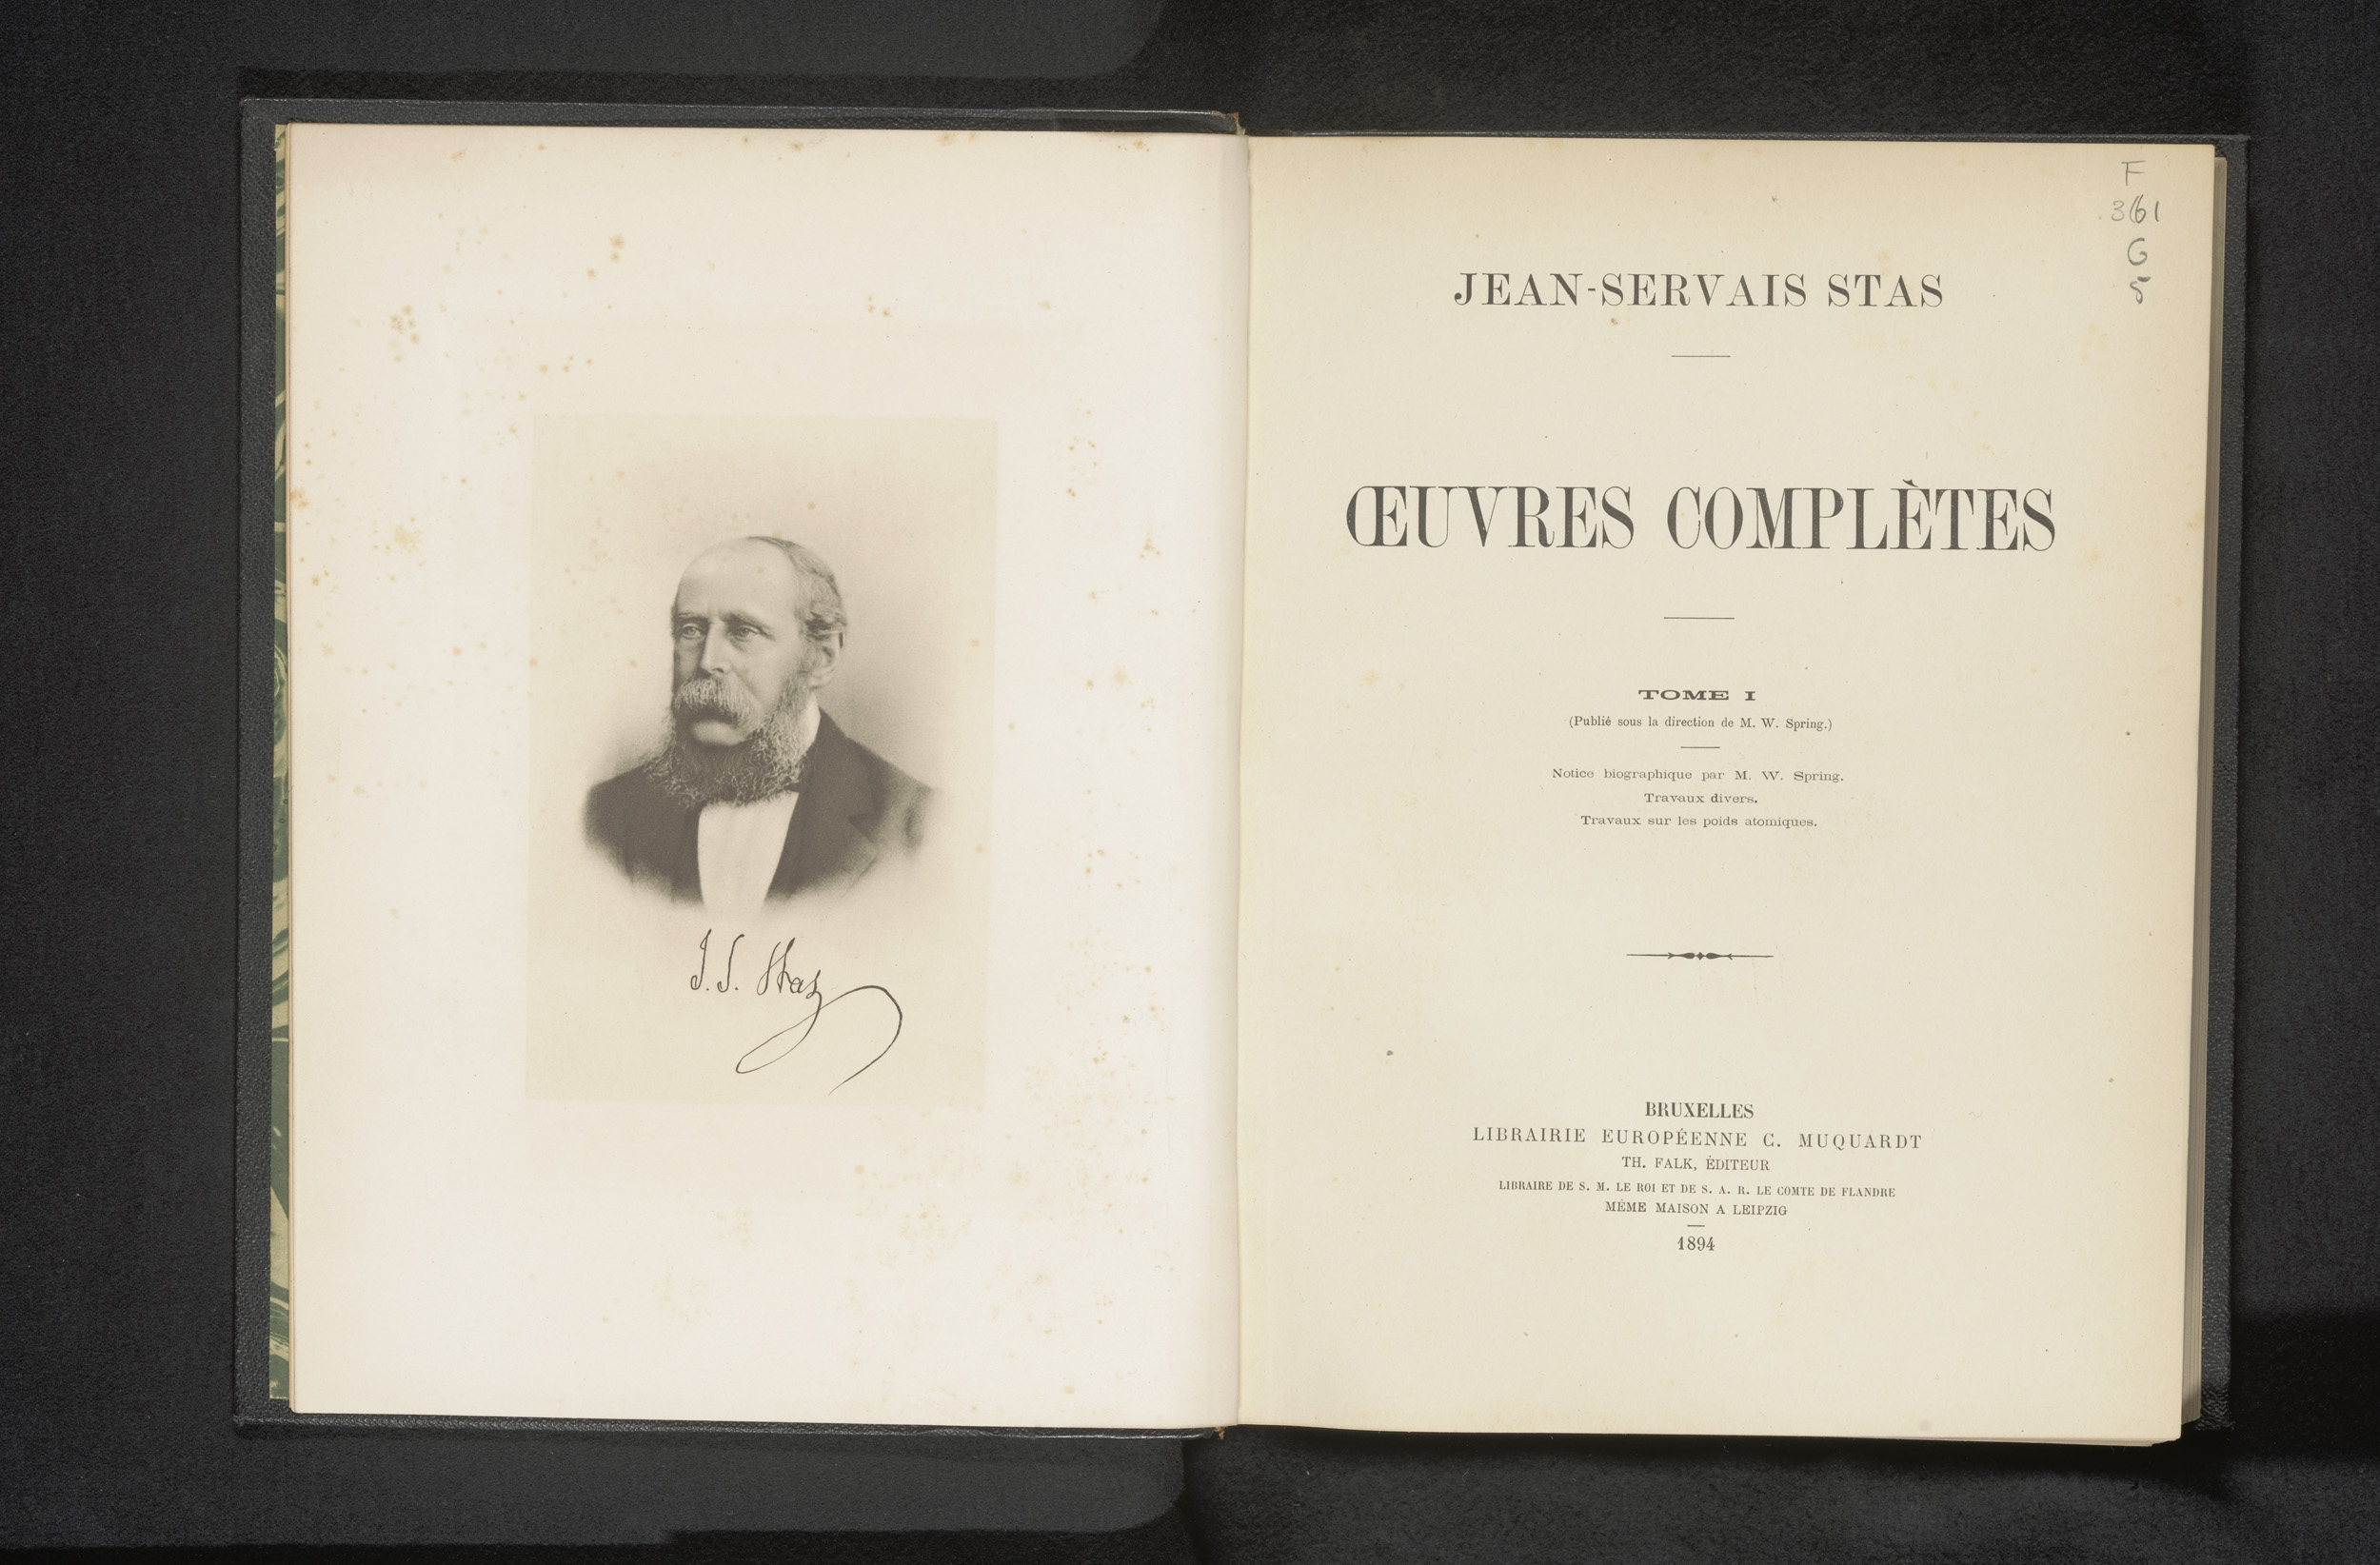 J. S. Stas
F
361
G
5
JEAN-SERVAIS STAS
ŒUVRES COMPLÈTES
TOME I
(Publié sous la direction de M. W. Spring.)
Notice biographique par M. W. Spring.
Travaux divers.
Travaux sur les poids atomiques.
BRUXELLES
LIBRAIRIE EUROPÉENNE C. MUQUARDT
TH. FALK, ÉDITEUR
LIBRAIRE DE S. M. LE ROI ET DE S. A. R. LE COMTE DE FLANDRE
MÊME MAISON A LEIPZIG
1894